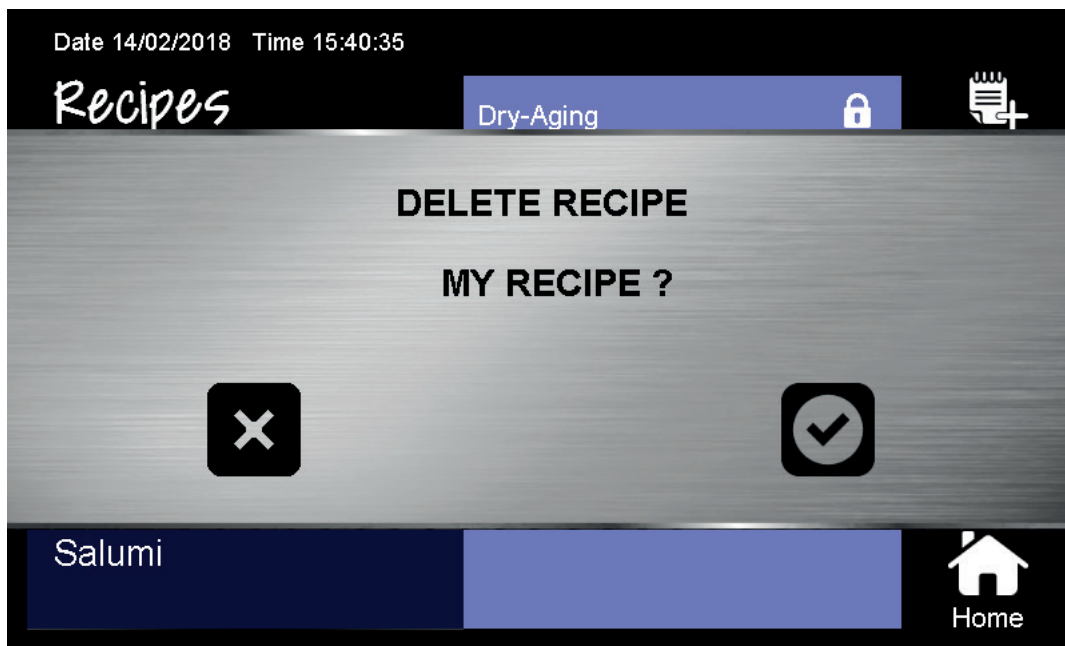 Date 14/02/2018 Time 15:40:35
Recipes
Dry-Aging
DELETE RECIPE
MY RECIPE ?
Salumi
Home